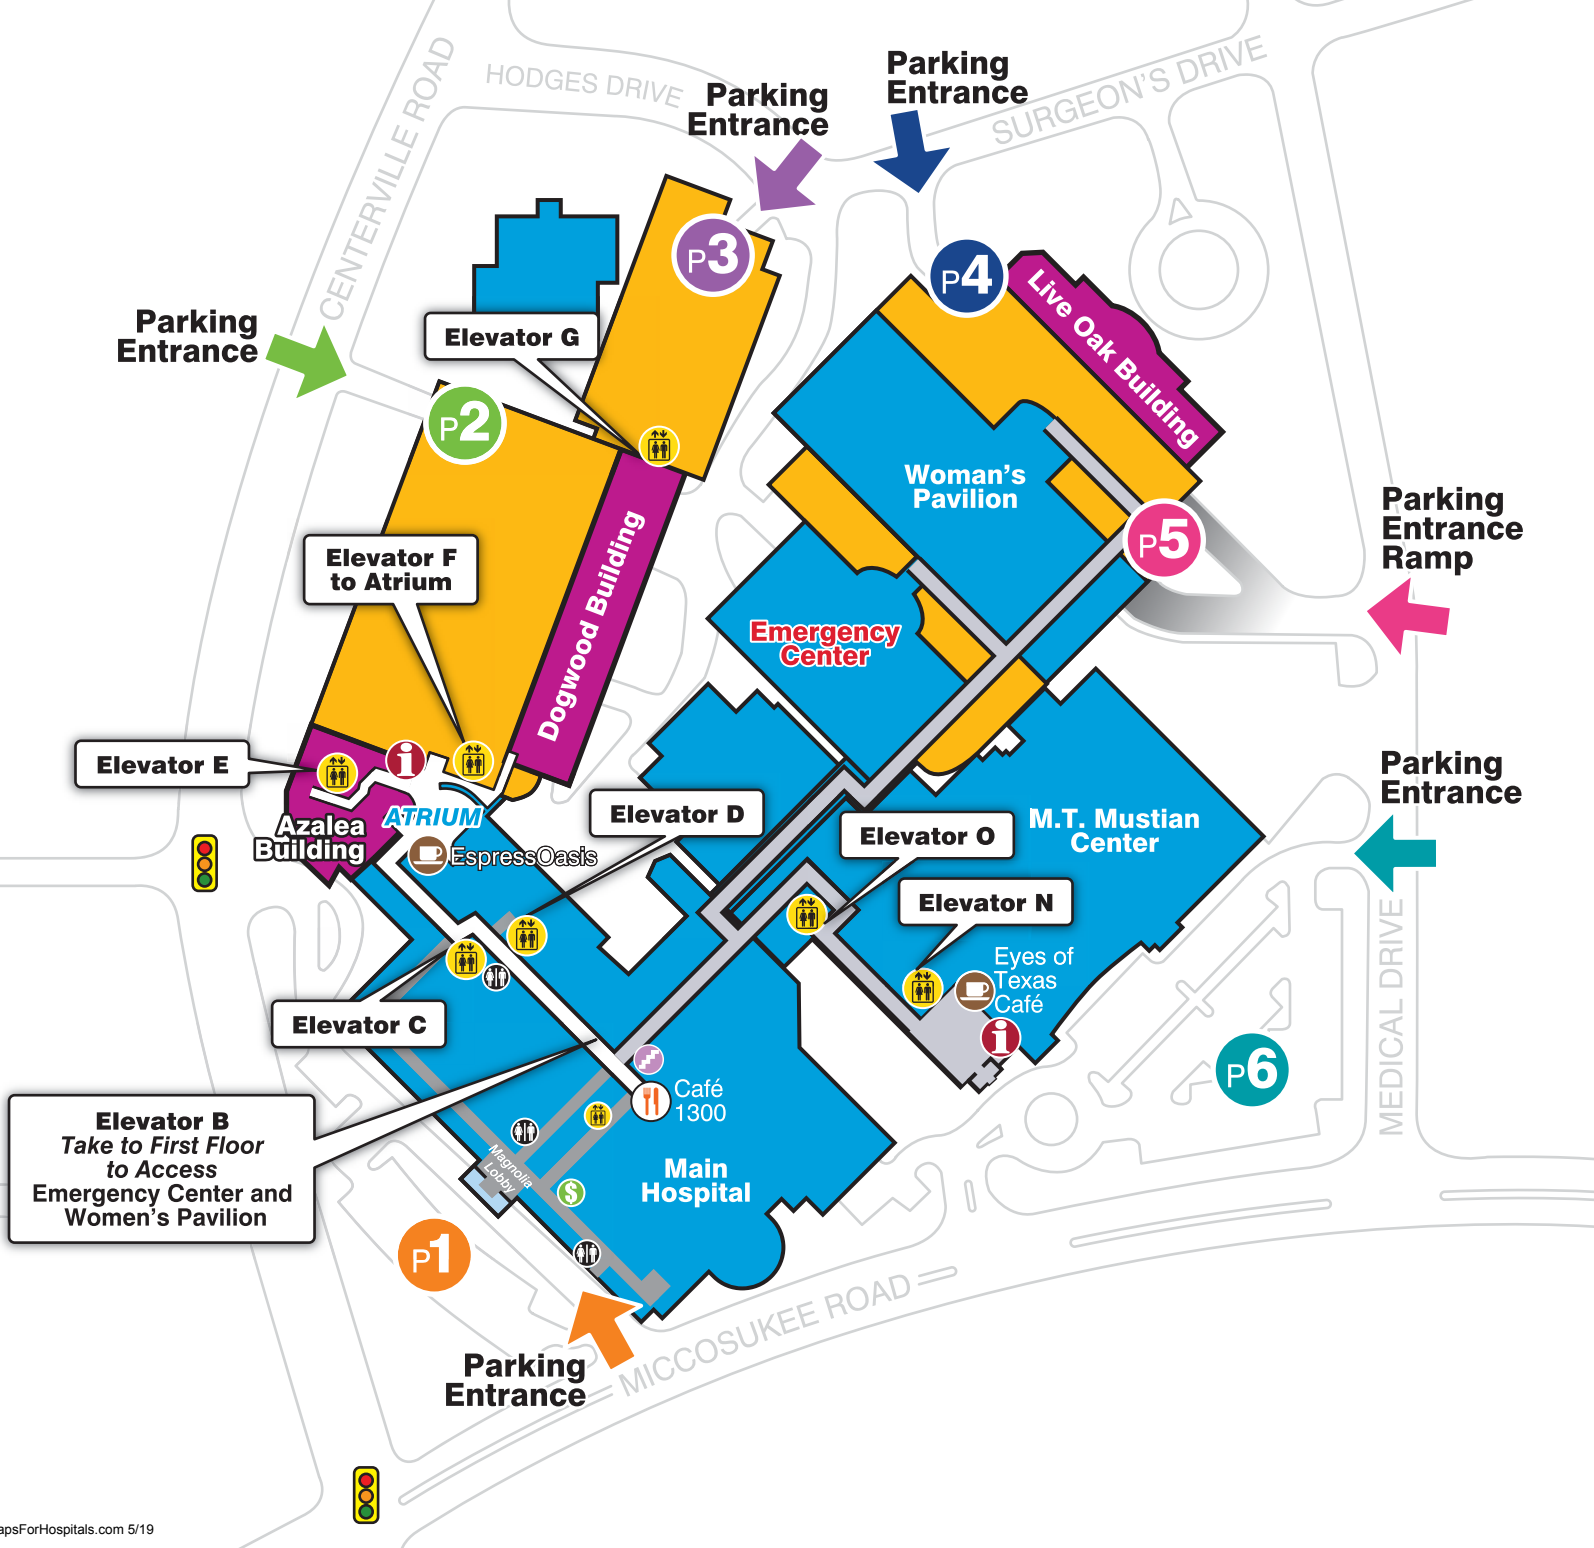 HODGES DRIVE
CENTERVILLE ROAD
SURGEON'S DRIVE
Parking
Entrance
Parking
Entrance
P3
P4
Live Oak Building
Parking
Entrance
Elevator G
P2
Woman's
Pavilion
Parking
Entrance
Ramp
P5
Elevator F
to Atrium
Dogwood Building
Emergency
Center
Elevator E
i
ATRIUM
Azalea
Building
EspressOasis
Elevator D
Elevator O
M.T. Mustian
Center
Parking
Entrance
Elevator N
Eyes of
Texas
Café
i
Elevator C
P6
MEDICAL DRIVE
Café
1300
Elevator B
Take to First Floor
to Access
Emergency Center and
Women's Pavilion
Magnolia
Lobby
$
Main
Hospital
P1
Parking
Entrance
MICCOSUKEE ROAD
apsForHospitals.com 5/19